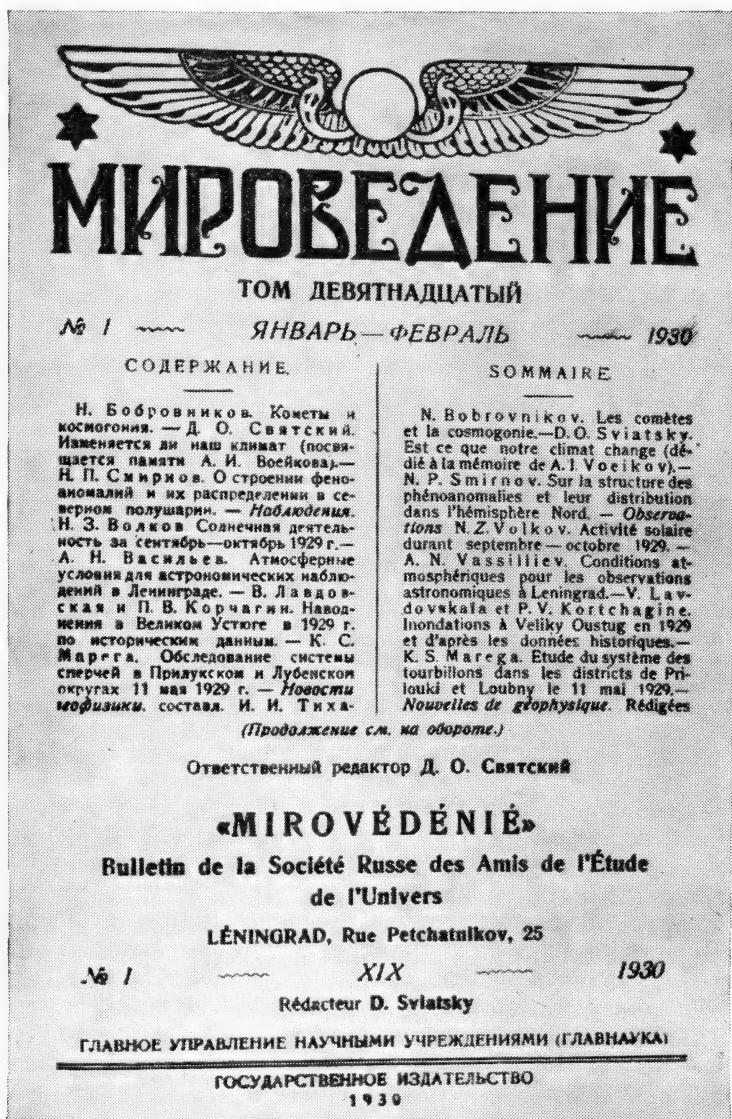 МИРОВЕДЕНИЕ
ТОМ ДЕВЯТНАДЦАТЫЙ
№ 1 ЯНВАРЬ—ФЕВРАЛЬ 1930
СОДЕРЖАНИЕ.
Н. Бобровников. Кометы и
космогония. — Д. О. Святский.
Изменяется ли наш климат (посвя-
щается памяти А. И. Воейкова).—
Н. П. Смирнов. О строении фено-
аномалий и их распределении в се-
верном полушарии. — Наблюдения.
Н. З. Волков Солнечная деятель-
ность за сентябрь—октябрь 1929 г.—
А. Н. Васильев. Атмосферные
условия для астрономических наблю-
дений в Ленинграде. — В. Лавдов-
ская и П. В. Корчагин. Навод-
нения в Великом Устюге в 1929 г.
по историческим данным. — К. С.
Марега. Обследование системы
смерчей в Прилукском и Лубенском
округах 11 мая 1929 г. — Новости
геофизики. составл. И. И. Тиха-
SOMMAIRE
N. Bobrovnikov. Les comètes
et la cosmogonie.—D. O. Sviatsky.
Est ce que notre climat change (dé-
dié à la mémoire de A. I. Voeikov).—
N. P. Smirnov. Sur la structure des
phénoanomalies et leur distribution
dans l'hémisphère Nord. — Observa-
tions N. Z. Volkov. Activité solaire
durant septembre—octobre 1929. —
A. N. Vassilliev. Conditions at-
mosphériques pour les observations
astronomiques à Leningrad.—V. Lav-
dovskaia et P. V. Kortchagine.
Inondations à Veliky Oustug en 1929
et d'après les données historiques.—
K. S. Marega. Etude du système des
tourbillons dans les districts de Pri-
louki et Loubny le 11 mai 1929.—
Nouvelles de géophysique. Rédigées
(Продолжение см. на обороте.)
Ответственный редактор Д. О. Святский
«MIROVÉDÉNIÉ»
Bulletin de la Société Russe des Amis de l'Étude
de l'Univers
LÉNINGRAD, Rue Petchatnikov, 25
№ 1 XIX 1930
Rédacteur D. Sviatsky
ГЛАВНОЕ УПРАВЛЕНИЕ НАУЧНЫМИ УЧРЕЖДЕНИЯМИ (ГЛАВНАУКА)
ГОСУДАРСТВЕННОЕ ИЗДАТЕЛЬСТВО
1930